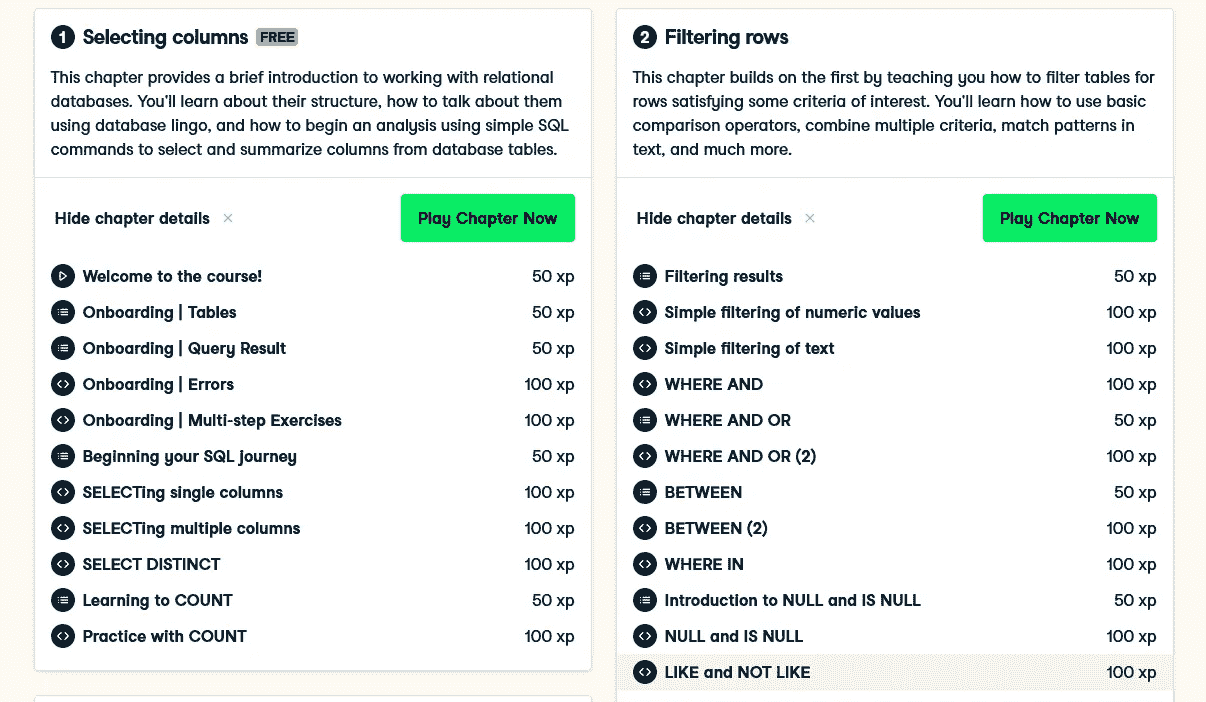 1 Selecting columns FREE
This chapter provides a brief introduction to working with relational
databases. You'll learn about their structure, how to talk about them
using database lingo, and how to begin an analysis using simple SQL
commands to select and summarize columns from database tables.
Hide chapter details ×
Play Chapter Now
Welcome to the course! 50 xp
Onboarding | Tables 50 xp
Onboarding | Query Result 50 xp
Onboarding | Errors 100 xp
Onboarding | Multi-step Exercises 100 xp
Beginning your SQL journey 50 xp
SELECTing single columns 100 xp
SELECTing multiple columns 100 xp
SELECT DISTINCT 100 xp
Learning to COUNT 50 xp
Practice with COUNT 100 xp
2 Filtering rows
This chapter builds on the first by teaching you how to filter tables for
rows satisfying some criteria of interest. You'll learn how to use basic
comparison operators, combine multiple criteria, match patterns in
text, and much more.
Hide chapter details ×
Play Chapter Now
Filtering results 50 xp
Simple filtering of numeric values 100 xp
Simple filtering of text 100 xp
WHERE AND 100 xp
WHERE AND OR 50 xp
WHERE AND OR (2) 100 xp
BETWEEN 50 xp
BETWEEN (2) 100 xp
WHERE IN 100 xp
Introduction to NULL and IS NULL 50 xp
NULL and IS NULL 100 xp
LIKE and NOT LIKE 100 xp